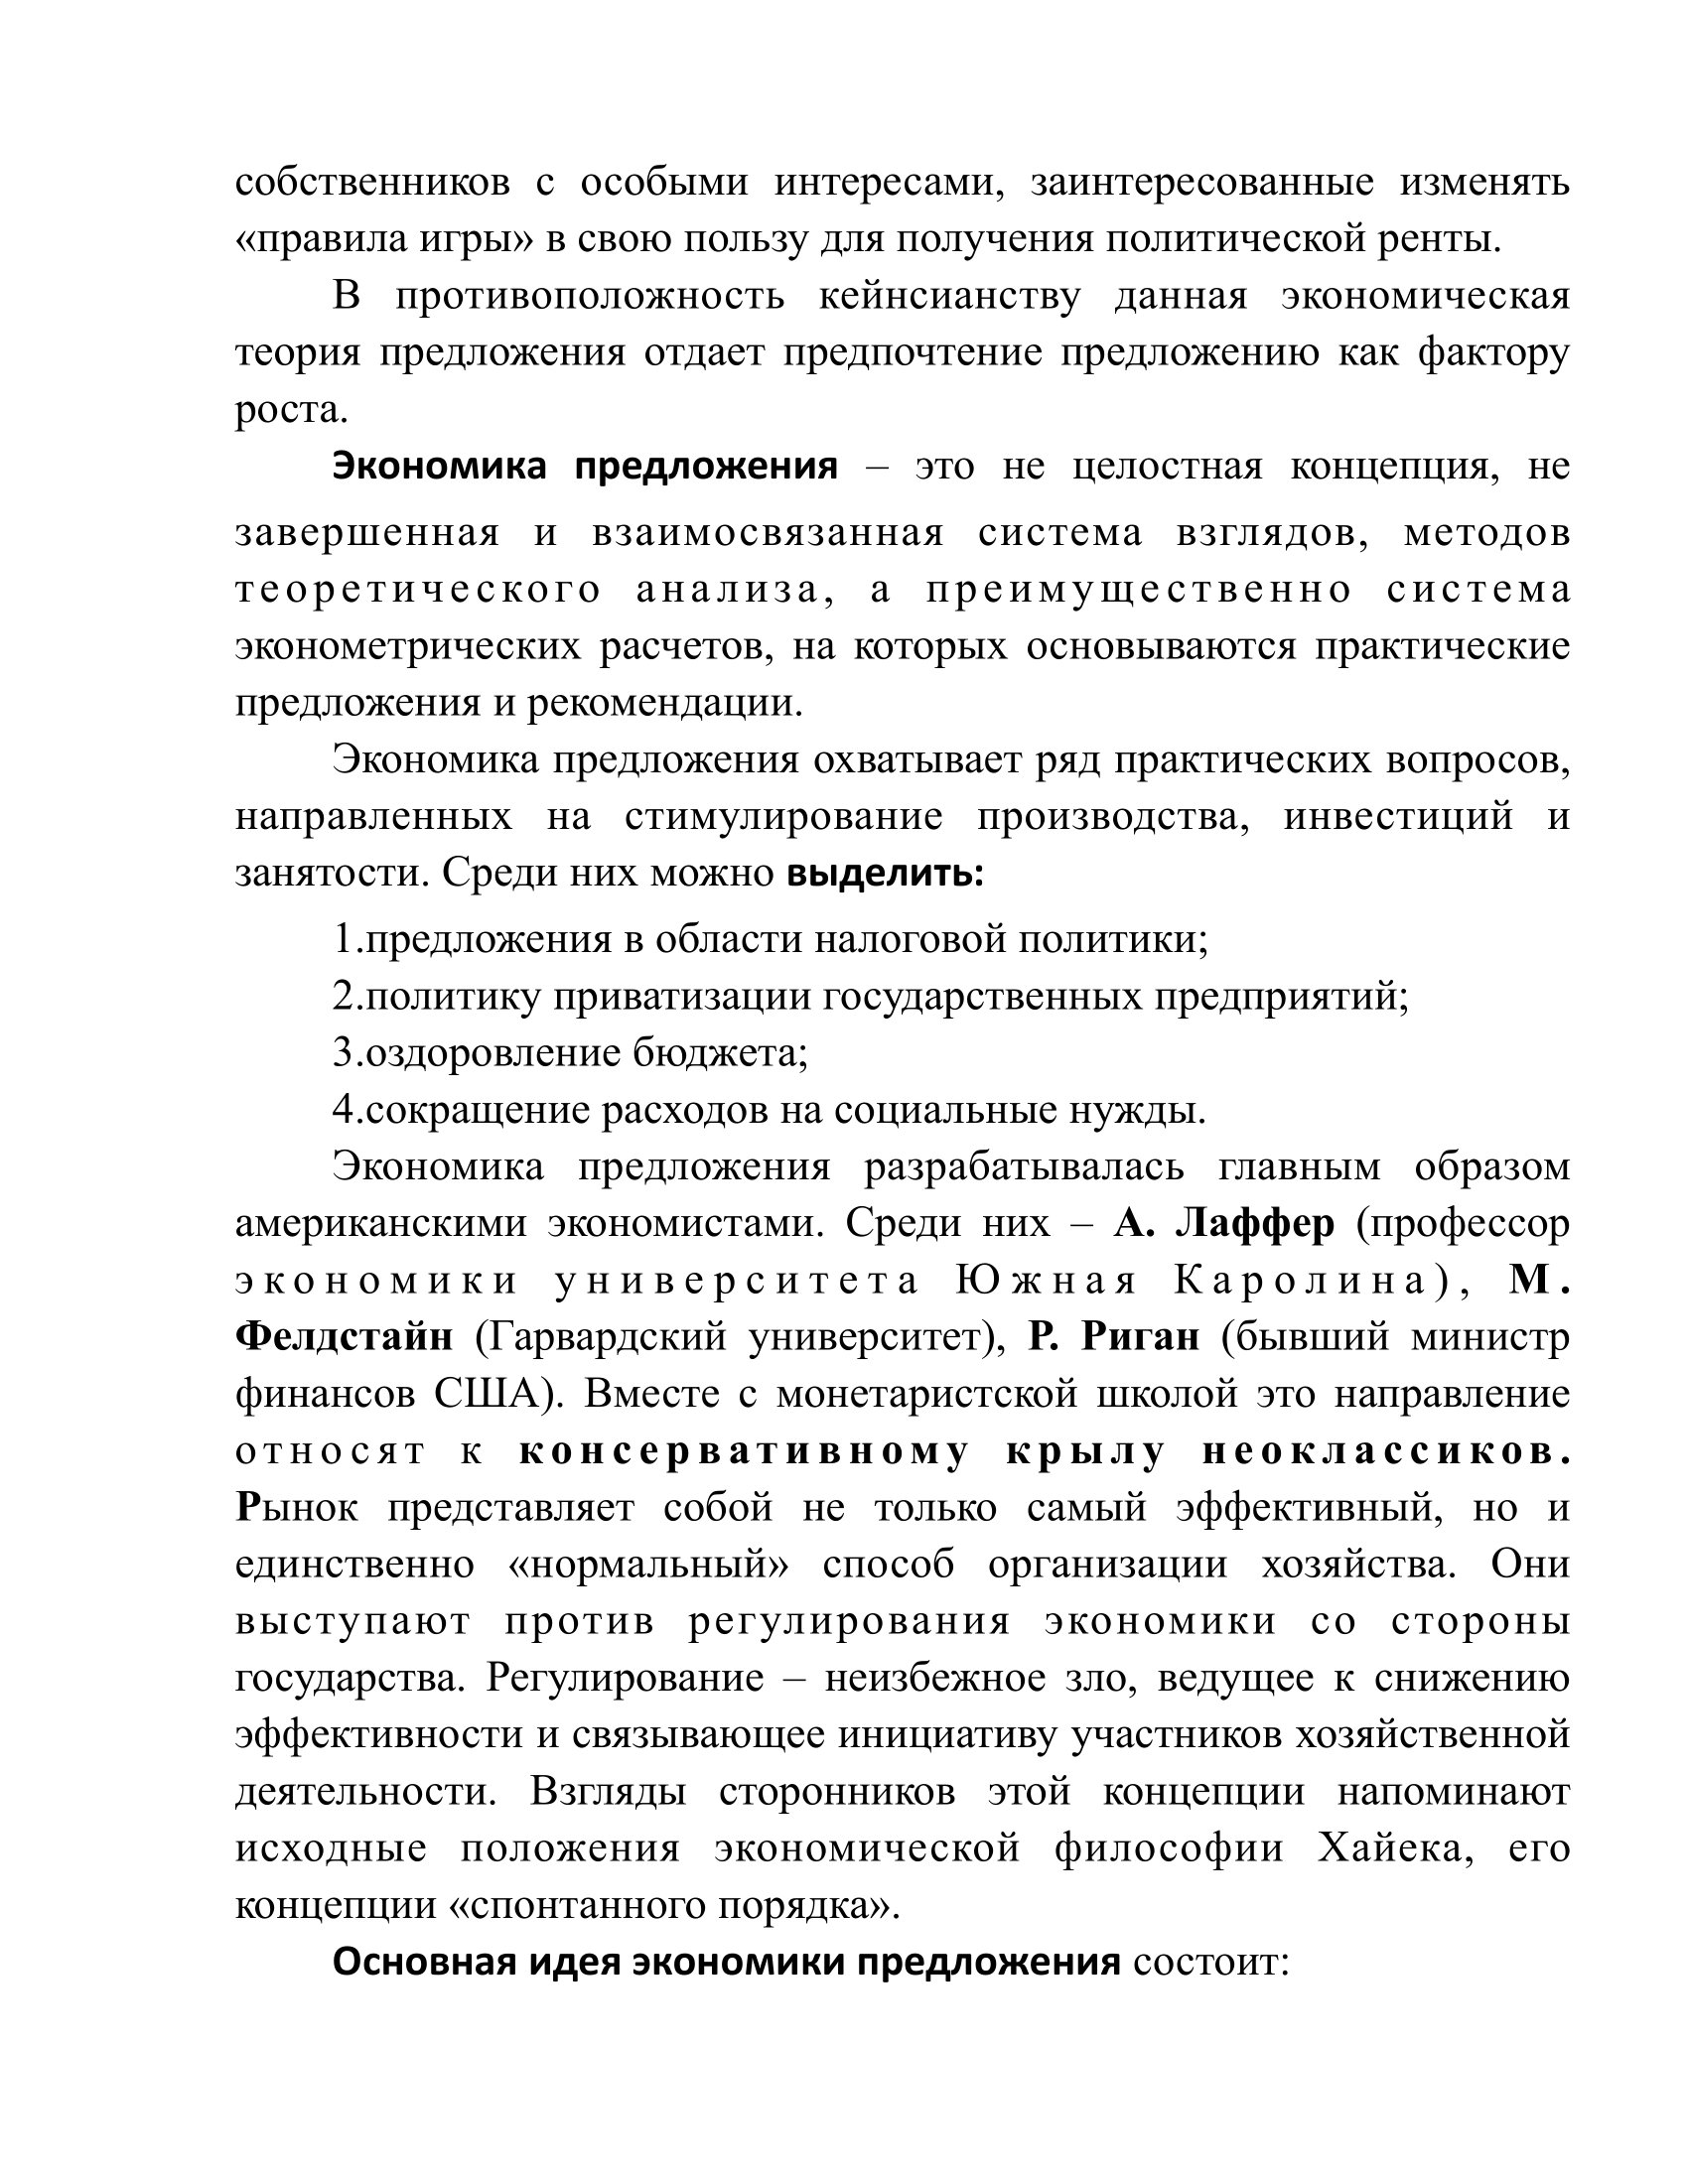 собственников с особыми интересами, заинтересованные изменять
«правила игры» в свою пользу для получения политической ренты.
В противоположность кейнсианству данная экономическая
теория предложения отдает предпочтение предложению как фактору
роста.
Экономика предложения – это не целостная концепция, не
завершенная и взаимосвязанная система взглядов, методов
теоретического анализа, а преимущественно система
эконометрических расчетов, на которых основываются практические
предложения и рекомендации.
Экономика предложения охватывает ряд практических вопросов,
направленных на стимулирование производства, инвестиций и
занятости. Среди них можно выделить:
1.предложения в области налоговой политики;
2.политику приватизации государственных предприятий;
3.оздоровление бюджета;
4.сокращение расходов на социальные нужды.
Экономика предложения разрабатывалась главным образом
американскими экономистами. Среди них – А. Лаффер (профессор
экономики университета Южная Каролина), М.
Фелдстайн (Гарвардский университет), Р. Риган (бывший министр
финансов США). Вместе с монетаристской школой это направление
относят к консервативному крылу неоклассиков.
Рынок представляет собой не только самый эффективный, но и
единственно «нормальный» способ организации хозяйства. Они
выступают против регулирования экономики со стороны
государства. Регулирование – неизбежное зло, ведущее к снижению
эффективности и связывающее инициативу участников хозяйственной
деятельности. Взгляды сторонников этой концепции напоминают
исходные положения экономической философии Хайека, его
концепции «спонтанного порядка».
Основная идея экономики предложения состоит: